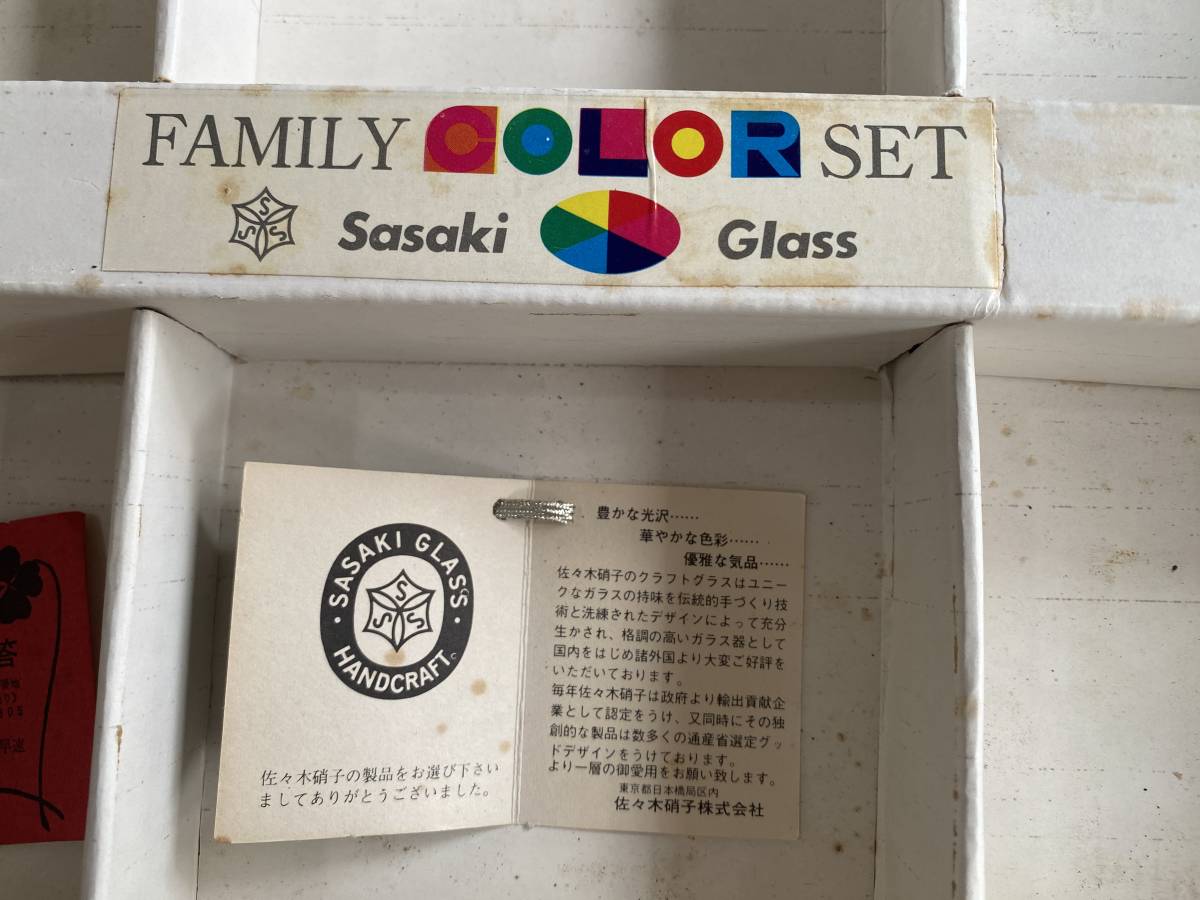 FAMILY COLOR SET
SSS Sasaki Glass
SASAKI GLASS
SSS
HANDCRAFT
佐々木硝子の製品をお選び下さい
ましてありがとうございました。
豊かな光沢……
華やかな色彩……
優雅な気品……
佐々木硝子のクラフトグラスはユニー
クなガラスの持味を伝統的手づくり技
術と洗練されたデザインによって充分
生かされ、格調の高いガラス器として
国内をはじめ諸外国より大変ご好評を
いただいております。
毎年佐々木硝子は政府より輸出貢献企
業として認定をうけ、又同時にその独
創的な製品は数多くの通産省選定グッ
ドデザインをうけております。
より一層の御愛用をお願い致します。
東京都日本橋局区内
佐々木硝子株式会社